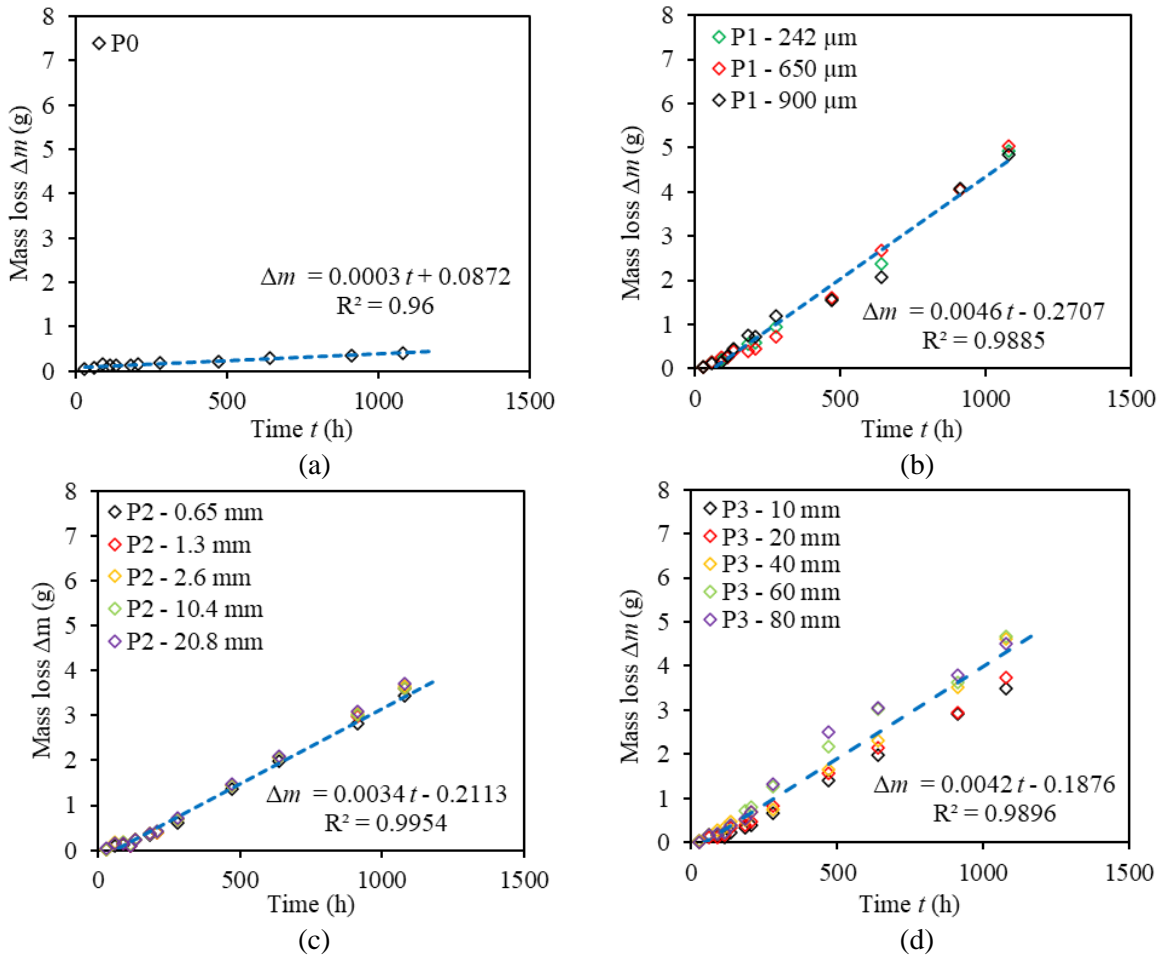 8
7
6
5
4
3
2
1
0
Mass loss Δm (g)
P0
Δm = 0.0003 t + 0.0872
R² = 0.96
0 500 1000 1500
Time t (h)
(a)
8
7
6
5
4
3
2
1
0
Mass loss Δm (g)
P1 - 242 µm
P1 - 650 µm
P1 - 900 µm
Δm = 0.0046 t - 0.2707
R² = 0.9885
0 500 1000 1500
Time t (h)
(b)
8
7
6
5
4
3
2
1
0
Mass loss Δm (g)
P2 - 0.65 mm
P2 - 1.3 mm
P2 - 2.6 mm
P2 - 10.4 mm
P2 - 20.8 mm
Δm = 0.0034 t - 0.2113
R² = 0.9954
0 500 1000 1500
Time (h)
(c)
8
7
6
5
4
3
2
1
0
Mass loss Δm (g)
P3 - 10 mm
P3 - 20 mm
P3 - 40 mm
P3 - 60 mm
P3 - 80 mm
Δm = 0.0042 t - 0.1876
R² = 0.9896
0 500 1000 1500
Time t (h)
(d)